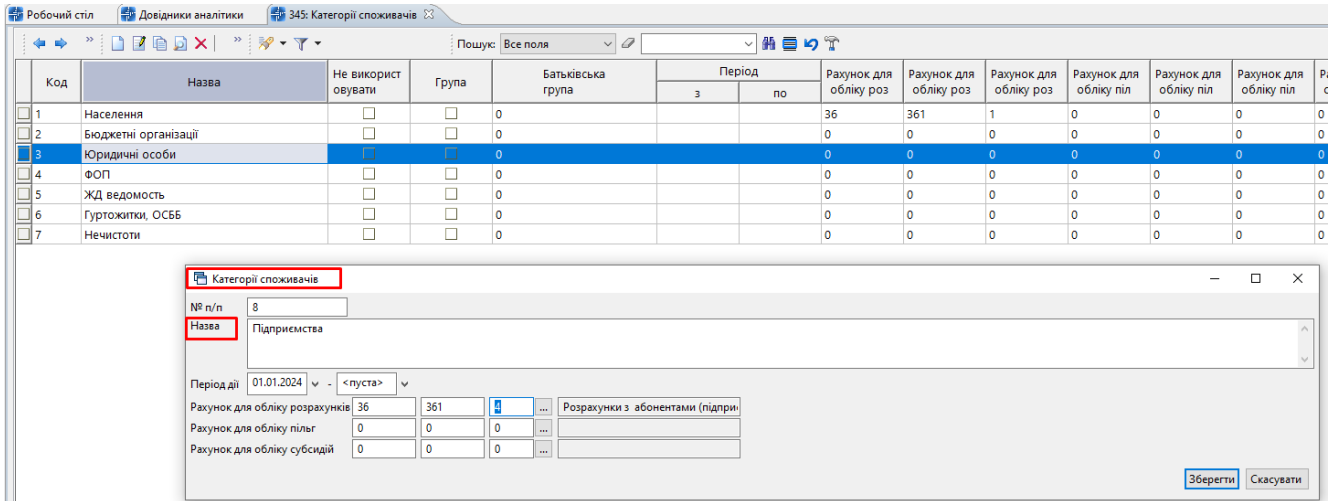 Робочий стіл Довідники аналітики 345: Категорії споживачів
Пошук: Все поля
Код Назва Не використ овувати Група Батьківська група Період з по Рахунок для обліку роз Рахунок для обліку роз Рахунок для обліку роз Рахунок для обліку піл Рахунок для обліку піл Рахунок для обліку піл
1 Населення 0 36 361 1 0 0 0 0
2 Бюджетні організації 0 0 0 0 0 0 0 0
3 Юридичні особи 0 0 0 0 0 0 0 0
4 ФОП 0 0 0 0 0 0 0 0
5 ЖД ведомость 0 0 0 0 0 0 0 0
6 Гуртожитки, ОСББ 0 0 0 0 0 0 0 0
7 Нечистоти 0 0 0 0 0 0 0 0
Категорії споживачів
№ п/п 8
Назва Підприємства
Період дії 01.01.2024 - <пуста>
Рахунок для обліку розрахунків 36 361 4 ... Розрахунки з абонентами (підпри
Рахунок для обліку пільг 0 0 0 ...
Рахунок для обліку субсидій 0 0 0 ...
Зберегти Скасувати